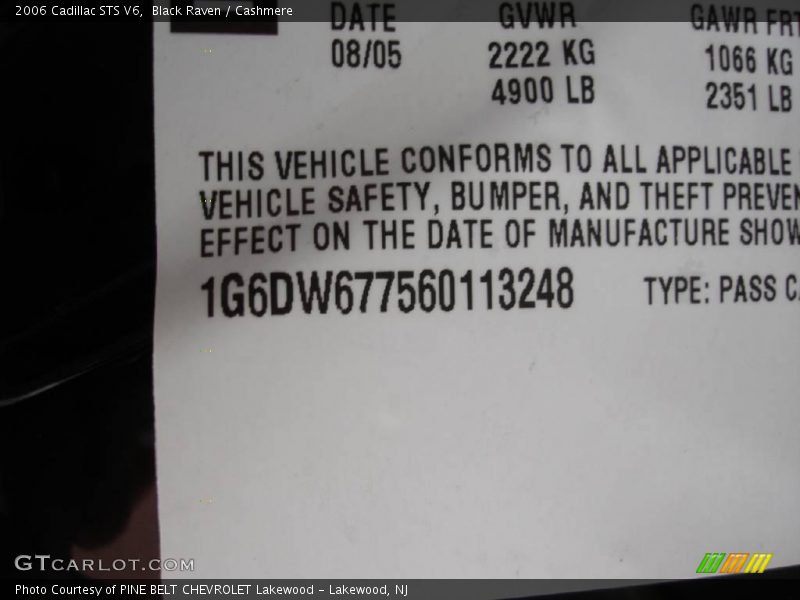 2006 Cadillac STS V6, Black Raven / Cashmere
DATE GVWR GAWR FRT
08/05 2222 KG 1066 KG
4900 LB 2351 LB
THIS VEHICLE CONFORMS TO ALL APPLICABLE
VEHICLE SAFETY, BUMPER, AND THEFT PREVEN
EFFECT ON THE DATE OF MANUFACTURE SHOW
1G6DW677560113248 TYPE: PASS CA
GTCARLOT.COM
Photo Courtesy of PINE BELT CHEVROLET Lakewood - Lakewood, NJ